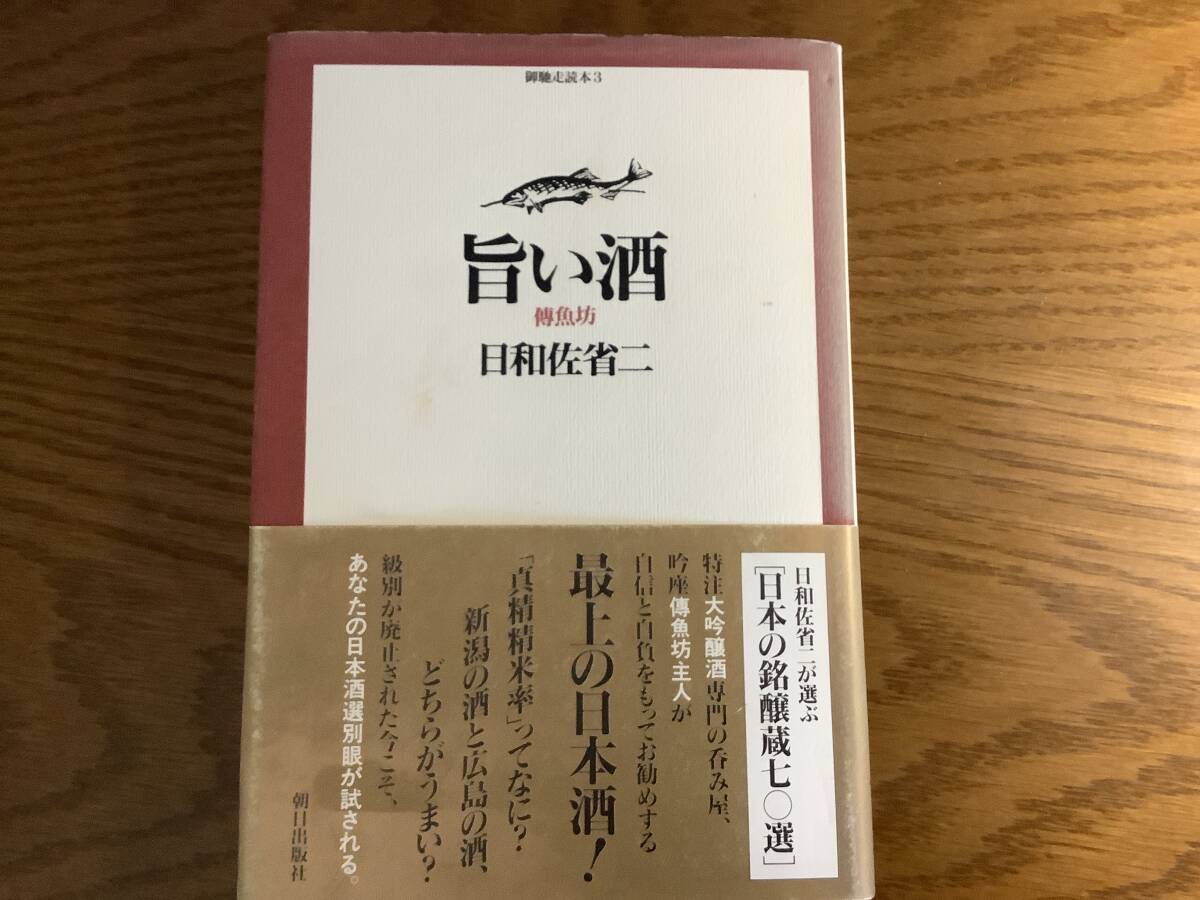 御馳走読本3
旨い酒
傳魚坊
日和佐省二
日和佐省二が選ぶ
[日本の銘醸蔵七〇選]
特注大吟醸酒専門の呑み屋、
吟座傳魚坊主人が
自信と自負をもってお勧めする
最上の日本酒!
「真精精米率」ってなに?
新潟の酒と広島の酒、
どちらがうまい?
級別が廃止された今こそ、
あなたの日本酒選別眼が試される。
朝日出版社